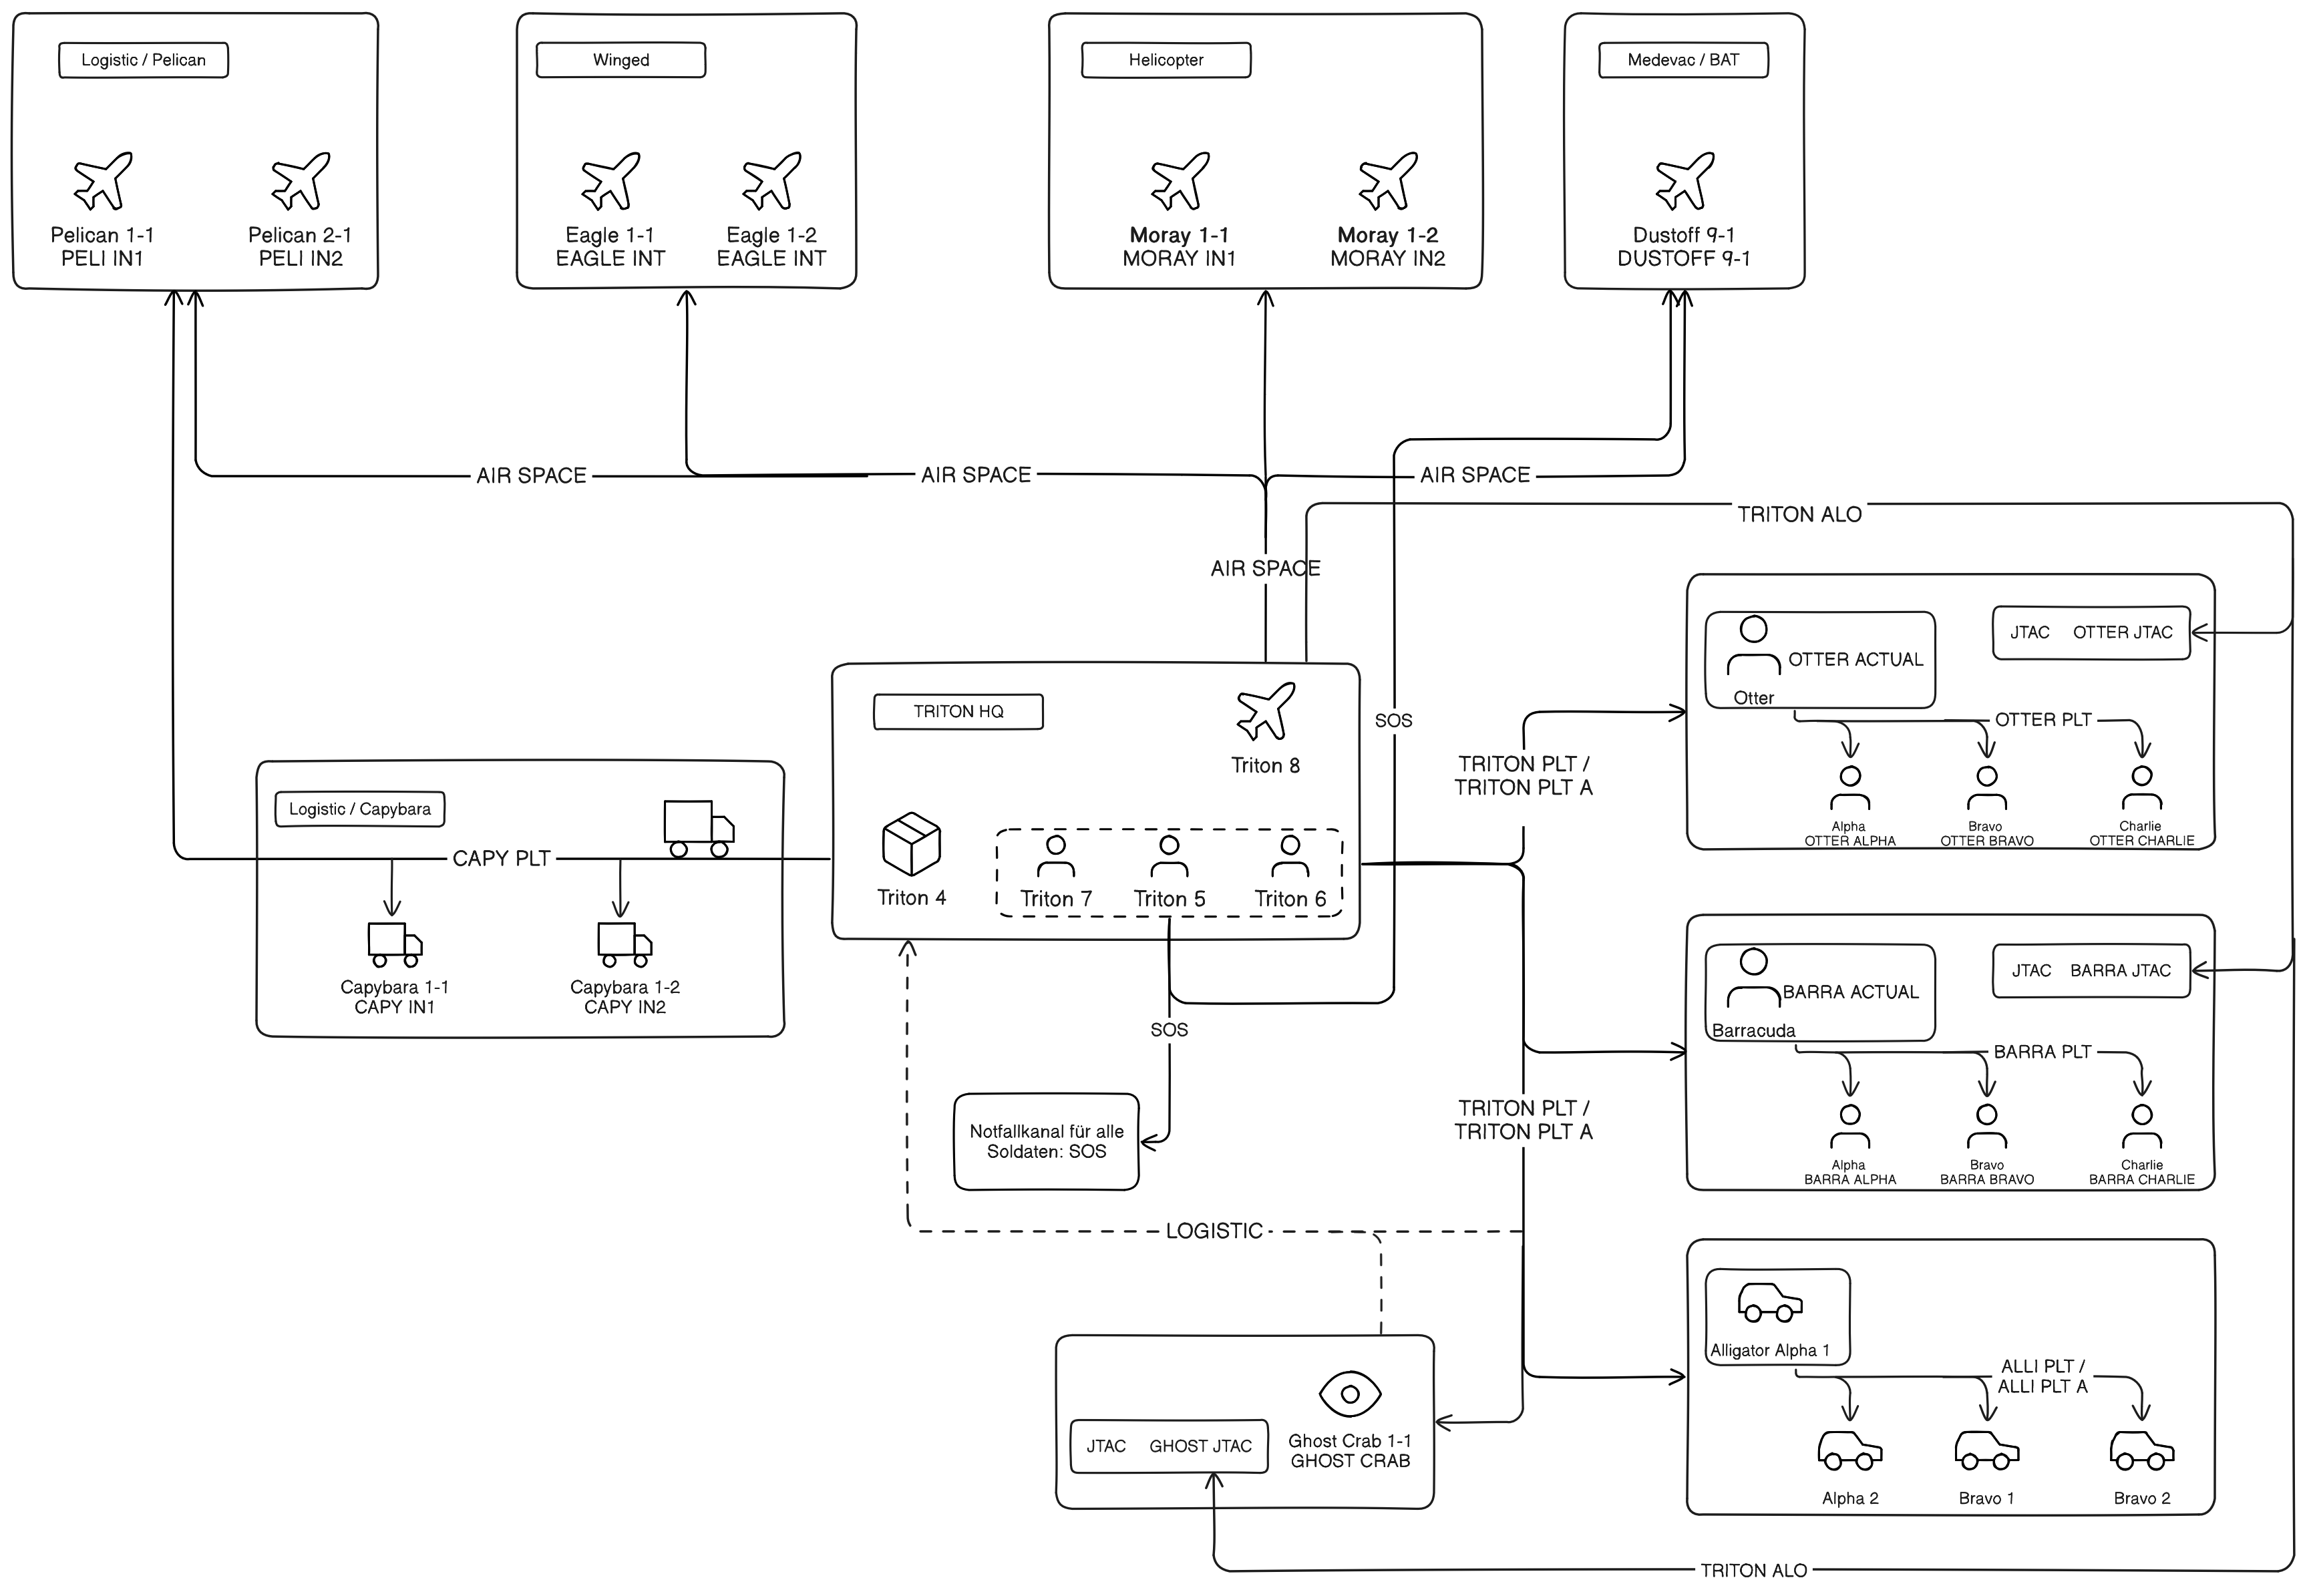 Logistic / Pelican
Pelican 1-1
PELI IN1
Pelican 2-1
PELI IN2
Winged
Eagle 1-1
EAGLE INT
Eagle 1-2
EAGLE INT
Helicopter
Moray 1-1
MORAY IN1
Moray 1-2
MORAY IN2
Medevac / BAT
Dustoff 9-1
DUSTOFF 9-1
AIR SPACE
AIR SPACE
AIR SPACE
AIR SPACE
TRITON ALO
TRITON HQ
Triton 8
Triton 4
Triton 7
Triton 5
Triton 6
SOS
Logistic / Capybara
CAPY PLT
Capybara 1-1
CAPY IN1
Capybara 1-2
CAPY IN2
SOS
Notfallkanal für alle
Soldaten: SOS
TRITON PLT /
TRITON PLT A
OTTER ACTUAL
Otter
JTAC OTTER JTAC
OTTER PLT
Alpha
OTTER ALPHA
Bravo
OTTER BRAVO
Charlie
OTTER CHARLIE
TRITON PLT /
TRITON PLT A
BARRA ACTUAL
Barracuda
JTAC BARRA JTAC
BARRA PLT
Alpha
BARRA ALPHA
Bravo
BARRA BRAVO
Charlie
BARRA CHARLIE
LOGISTIC
Alligator Alpha 1
ALLI PLT /
ALLI PLT A
Alpha 2
Bravo 1
Bravo 2
JTAC GHOST JTAC
Ghost Crab 1-1
GHOST CRAB
TRITON ALO